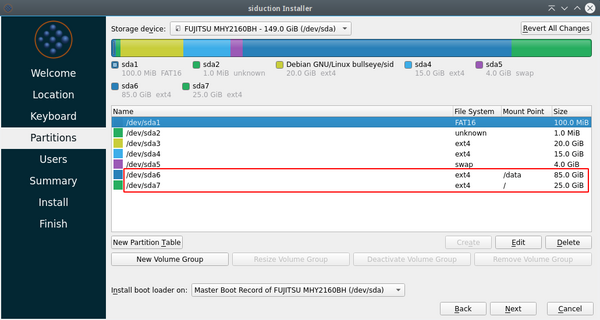 siduction Installer
Welcome
Location
Keyboard
Partitions
Users
Summary
Install
Finish
Storage device: FUJITSU MHY2160BH - 149.0 GiB (/dev/sda) Revert All Changes
sda1 sda2 Debian GNU/Linux bullseye/sid sda4 sda5
100.0 MiB FAT16 1.0 MiB unknown 20.0 GiB ext4 15.0 GiB ext4 4.0 GiB swap
sda6 sda7
85.0 GiB ext4 25.0 GiB ext4
Name File System Mount Point Size
/dev/sda1 FAT16 100.0 MiB
/dev/sda2 unknown 1.0 MiB
/dev/sda3 ext4 20.0 GiB
/dev/sda4 ext4 15.0 GiB
/dev/sda5 swap 4.0 GiB
/dev/sda6 ext4 /data 85.0 GiB
/dev/sda7 ext4 / 25.0 GiB
New Partition Table Create Edit Delete
New Volume Group Resize Volume Group Deactivate Volume Group Remove Volume Group
Install boot loader on: Master Boot Record of FUJITSU MHY2160BH (/dev/sda)
Back Next Cancel